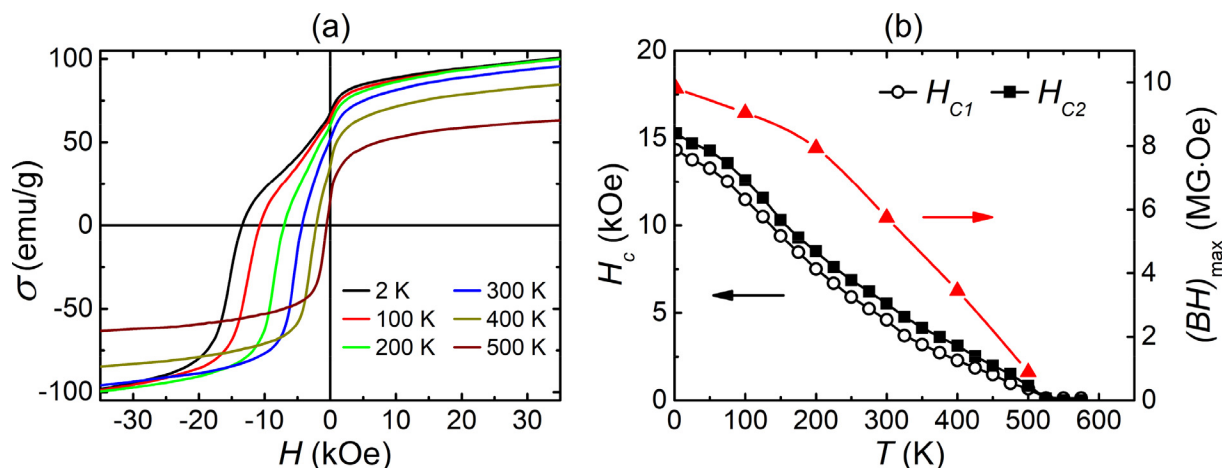 (a)
100
50
0
-50
-100
σ (emu/g)
2 K
100 K
200 K
300 K
400 K
500 K
-30 -20 -10 0 10 20 30
H (kOe)
(b)
20
15
10
5
0
H_c (kOe)
H_C1 H_C2
10
8
6
4
2
0
(BH)_max (MG·Oe)
0 100 200 300 400 500 600
T (K)